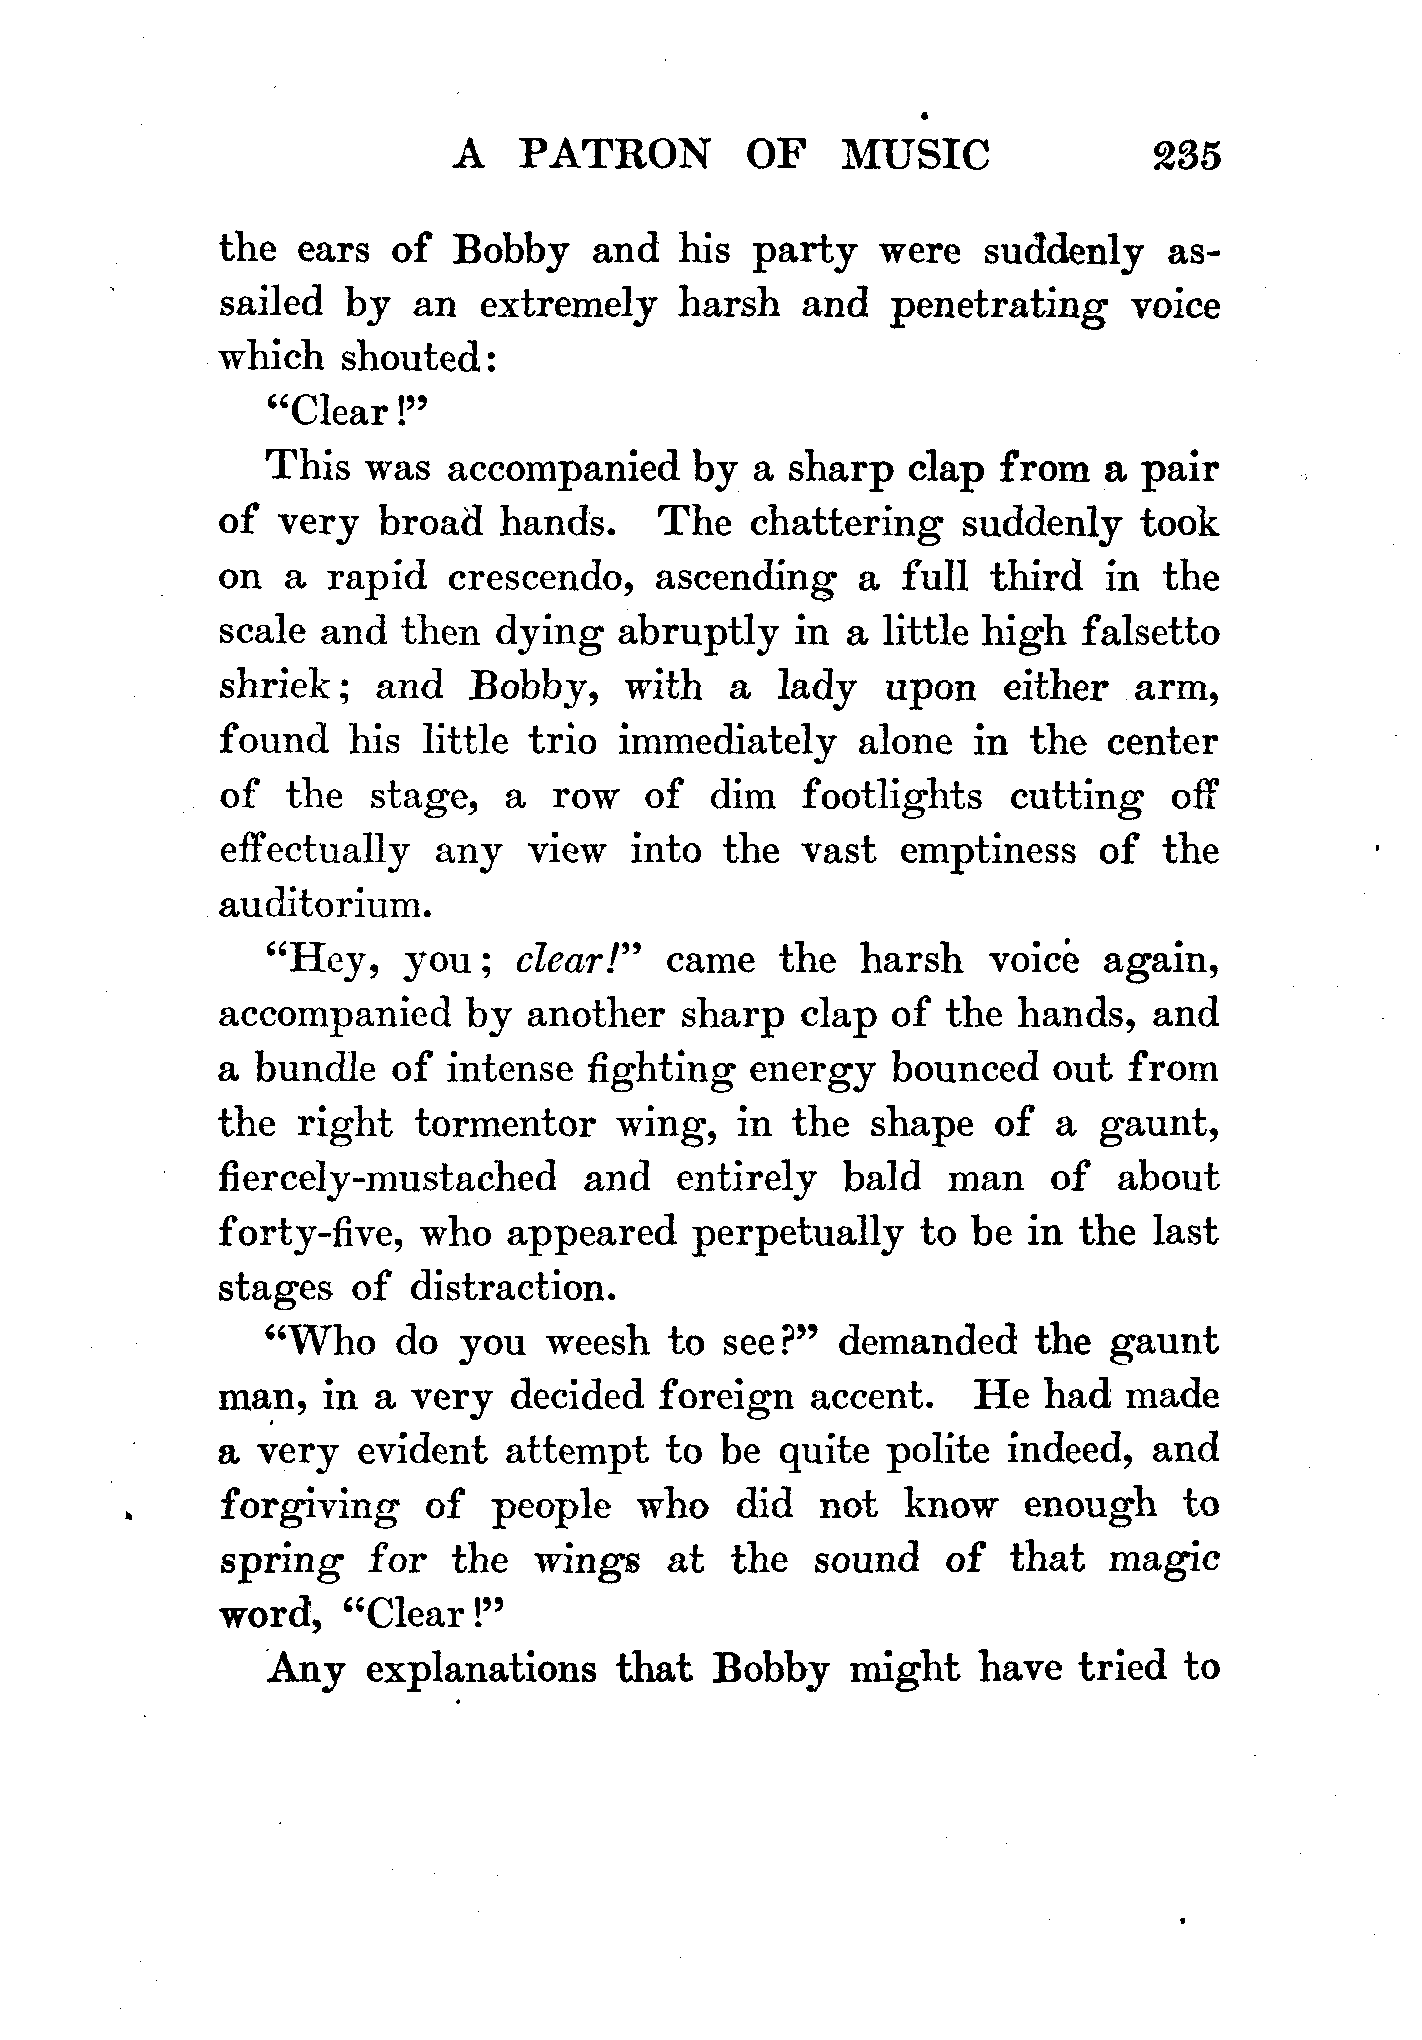 A PATRON OF MUSIC 235
the ears of Bobby and his party were suddenly as-
sailed by an extremely harsh and penetrating voice
which shouted:
"Clear!"
This was accompanied by a sharp clap from a pair
of very broad hands. The chattering suddenly took
on a rapid crescendo, ascending a full third in the
scale and then dying abruptly in a little high falsetto
shriek; and Bobby, with a lady upon either arm,
found his little trio immediately alone in the center
of the stage, a row of dim footlights cutting off
effectually any view into the vast emptiness of the
auditorium.
"Hey, you; clear!" came the harsh voice again,
accompanied by another sharp clap of the hands, and
a bundle of intense fighting energy bounced out from
the right tormentor wing, in the shape of a gaunt,
fiercely-mustached and entirely bald man of about
forty-five, who appeared perpetually to be in the last
stages of distraction.
"Who do you weesh to see?" demanded the gaunt
man, in a very decided foreign accent. He had made
a very evident attempt to be quite polite indeed, and
forgiving of people who did not know enough to
spring for the wings at the sound of that magic
word, "Clear!"
Any explanations that Bobby might have tried to